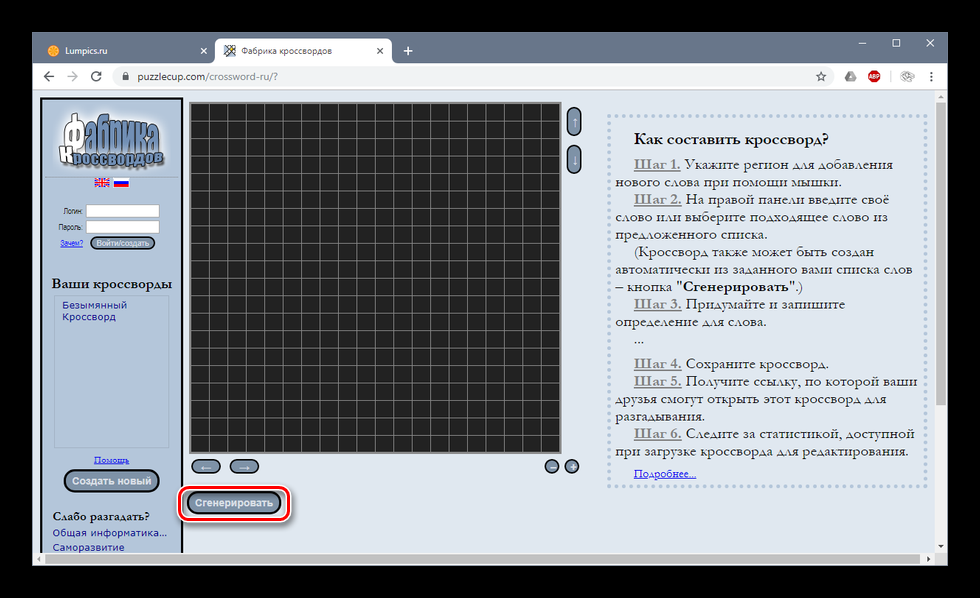 Lumpics.ru
Фабрика кроссвордов
puzzlecup.com/crossword-ru/?
ABP
Фабрика
Кроссвордов
Логин:
Пароль:
Зачем? Войти/создать
Ваши кроссворды
Безымянный
Кроссворд
Помощь
Создать новый
Слабо разгадать?
Общая информатика...
Саморазвитие
Сгенерировать
Как составить кроссворд?
Шаг 1. Укажите регион для добавления
нового слова при помощи мышки.
Шаг 2. На правой панели введите своё
слово или выберите подходящее слово из
предложенного списка.
(Кроссворд также может быть создан
автоматически из заданного вами списка слов
– кнопка "Сгенерировать".)
Шаг 3. Придумайте и запишите
определение для слова.
...
Шаг 4. Сохраните кроссворд.
Шаг 5. Получите ссылку, по которой ваши
друзья смогут открыть этот кроссворд для
разгадывания.
Шаг 6. Следите за статистикой, доступной
при загрузке кроссворда для редактирования.
Подробнее...